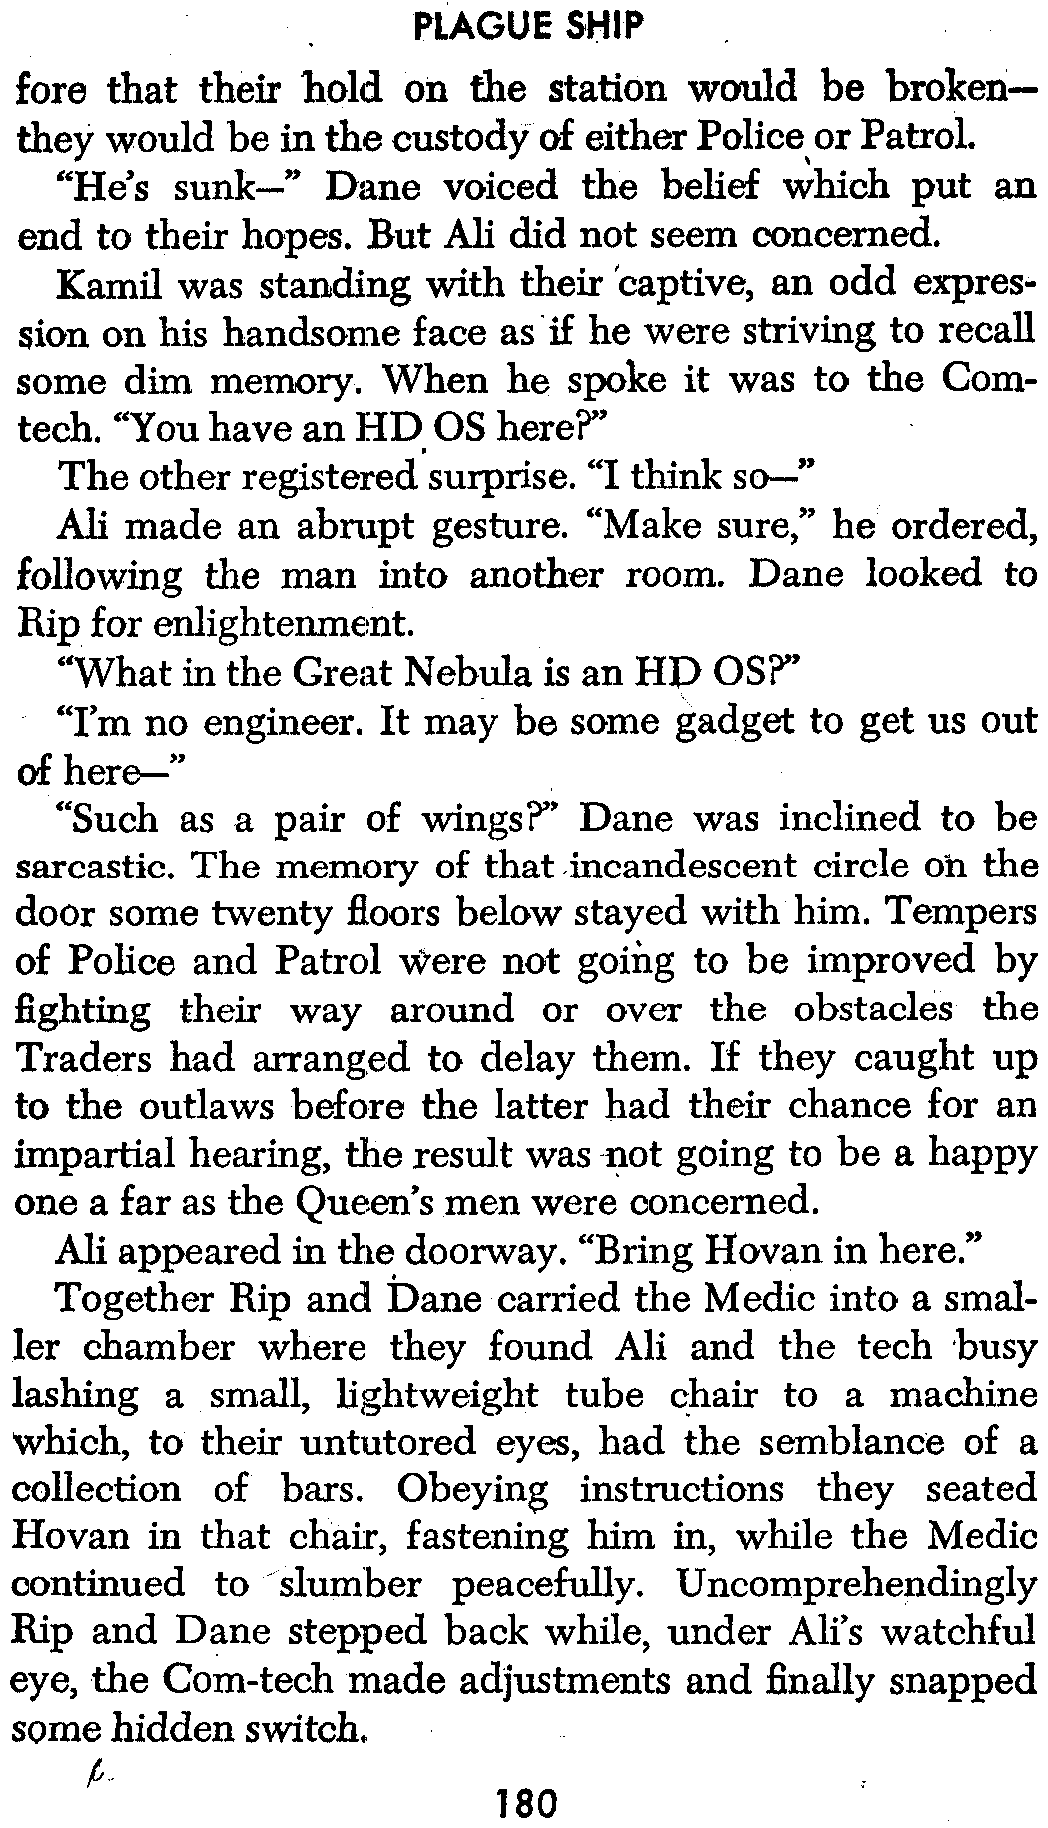 PLAGUE SHIP
fore that their hold on the station would be broken—
they would be in the custody of either Police or Patrol.
“He’s sunk—” Dane voiced the belief which put an
end to their hopes. But Ali did not seem concerned.
Kamil was standing with their captive, an odd expres-
sion on his handsome face as if he were striving to recall
some dim memory. When he spoke it was to the Com-
tech. “You have an HD OS here?”
The other registered surprise. “I think so—”
Ali made an abrupt gesture. “Make sure,” he ordered,
following the man into another room. Dane looked to
Rip for enlightenment.
“What in the Great Nebula is an HD OS?”
“I’m no engineer. It may be some gadget to get us out
of here—”
“Such as a pair of wings?” Dane was inclined to be
sarcastic. The memory of that incandescent circle on the
door some twenty floors below stayed with him. Tempers
of Police and Patrol were not going to be improved by
fighting their way around or over the obstacles the
Traders had arranged to delay them. If they caught up
to the outlaws before the latter had their chance for an
impartial hearing, the result was not going to be a happy
one a far as the Queen’s men were concerned.
Ali appeared in the doorway. “Bring Hovan in here.”
Together Rip and Dane carried the Medic into a smal-
ler chamber where they found Ali and the tech busy
lashing a small, lightweight tube chair to a machine
which, to their untutored eyes, had the semblance of a
collection of bars. Obeying instructions they seated
Hovan in that chair, fastening him in, while the Medic
continued to slumber peacefully. Uncomprehendingly
Rip and Dane stepped back while, under Ali’s watchful
eye, the Com-tech made adjustments and finally snapped
some hidden switch.
180